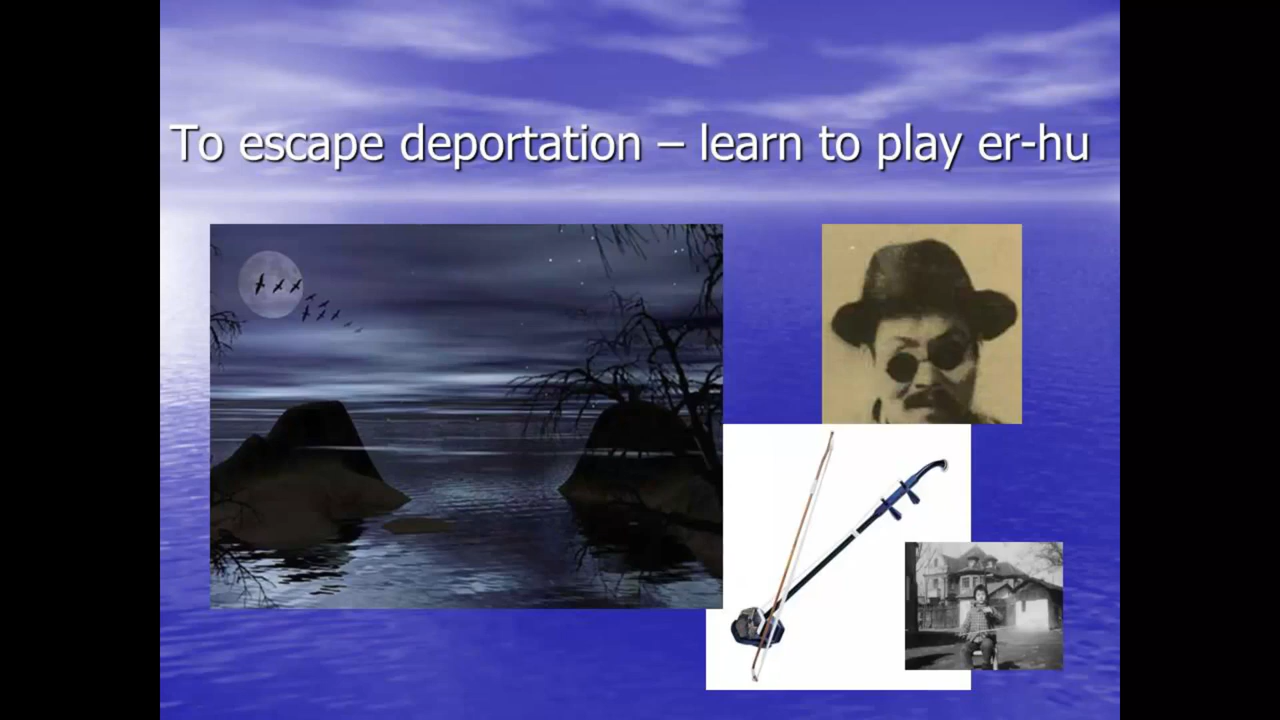 To escape deportation – learn to play er-hu